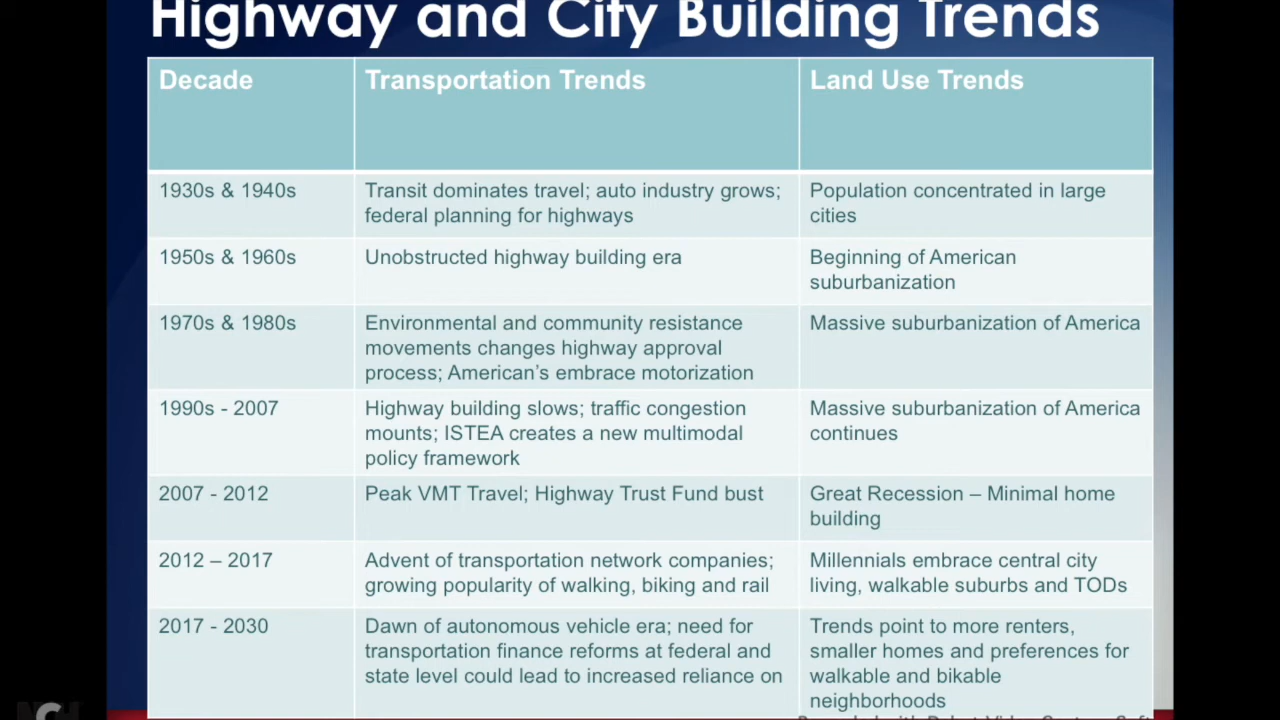 Highway and City Building Trends
Decade
Transportation Trends
Land Use Trends
1930s & 1940s
Transit dominates travel; auto industry grows;
federal planning for highways
Population concentrated in large
cities
1950s & 1960s
Unobstructed highway building era
Beginning of American
suburbanization
1970s & 1980s
Environmental and community resistance
movements changes highway approval
process; American’s embrace motorization
Massive suburbanization of America
1990s - 2007
Highway building slows; traffic congestion
mounts; ISTEA creates a new multimodal
policy framework
Massive suburbanization of America
continues
2007 - 2012
Peak VMT Travel; Highway Trust Fund bust
Great Recession – Minimal home
building
2012 – 2017
Advent of transportation network companies;
growing popularity of walking, biking and rail
Millennials embrace central city
living, walkable suburbs and TODs
2017 - 2030
Dawn of autonomous vehicle era; need for
transportation finance reforms at federal and
state level could lead to increased reliance on
Trends point to more renters,
smaller homes and preferences for
walkable and bikable
neighborhoods